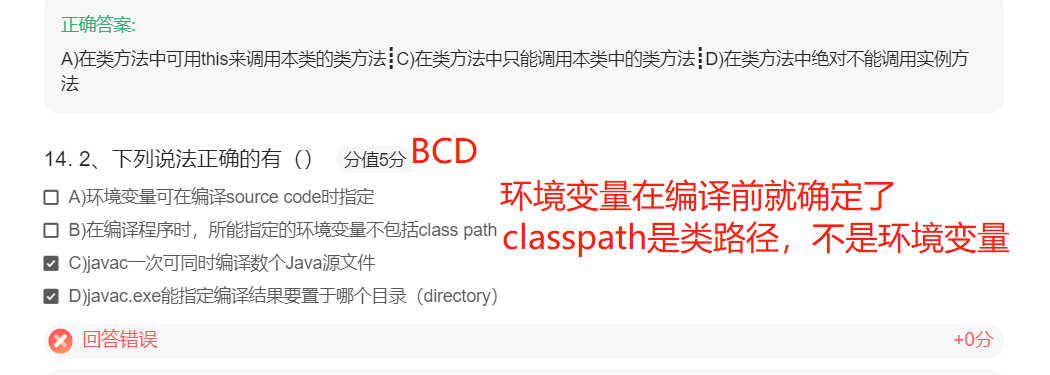 正确答案:
A)在类方法中可用this来调用本类的类方法┋C)在类方法中只能调用本类中的类方法┋D)在类方法中绝对不能调用实例方
法
14. 2、下列说法正确的有（） 分值5分 BCD
A)环境变量可在编译source code时指定
环境变量在编译前就确定了
B)在编译程序时，所能指定的环境变量不包括class path
classpath是类路径，不是环境变量
C)javac一次可同时编译数个Java源文件
D)javac.exe能指定编译结果要置于哪个目录（directory）
回答错误 +0分